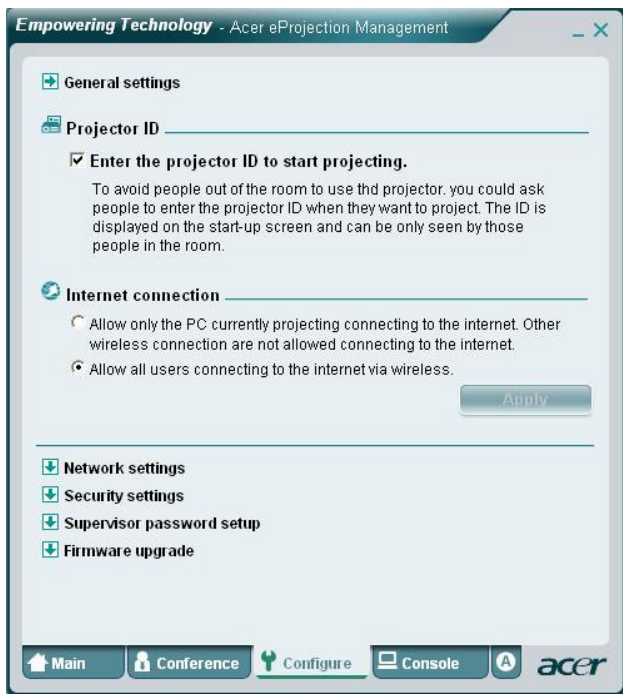 Empowering Technology - Acer eProjection Management
General settings
Projector ID
Enter the projector ID to start projecting.
To avoid people out of the room to use thd projector. you could ask
people to enter the projector ID when they want to project. The ID is
displayed on the start-up screen and can be only seen by those
people in the room.
Internet connection
Allow only the PC currently projecting connecting to the internet. Other
wireless connection are not allowed connecting to the internet.
Allow all users connecting to the internet via wireless.
Apply
Network settings
Security settings
Supervisor password setup
Firmware upgrade
Main Conference Configure Console A acer